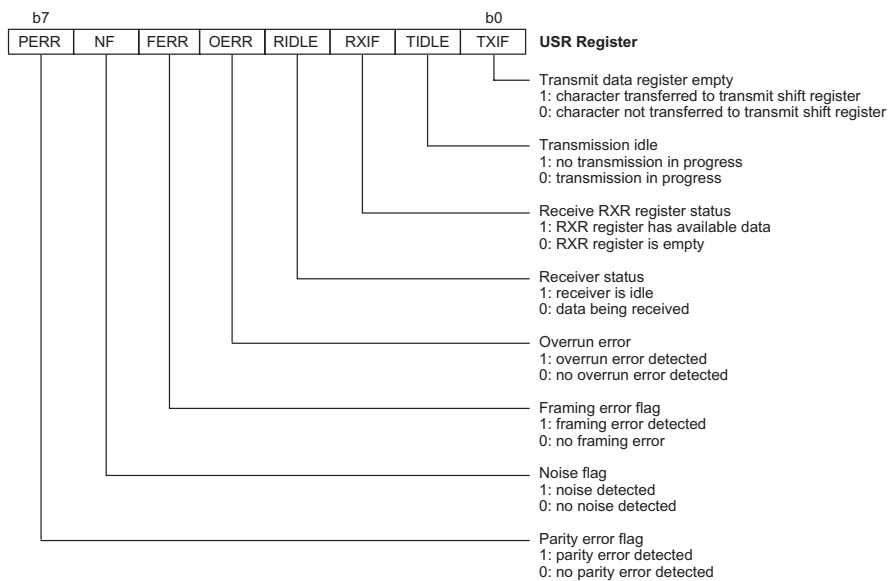 b7 b0
PERR NF FERR OERR RIDLE RXIF TIDLE TXIF USR Register
Transmit data register empty
1: character transferred to transmit shift register
0: character not transferred to transmit shift register
Transmission idle
1: no transmission in progress
0: transmission in progress
Receive RXR register status
1: RXR register has available data
0: RXR register is empty
Receiver status
1: receiver is idle
0: data being received
Overrun error
1: overrun error detected
0: no overrun error detected
Framing error flag
1: framing error detected
0: no framing error
Noise flag
1: noise detected
0: no noise detected
Parity error flag
1: parity error detected
0: no parity error detected